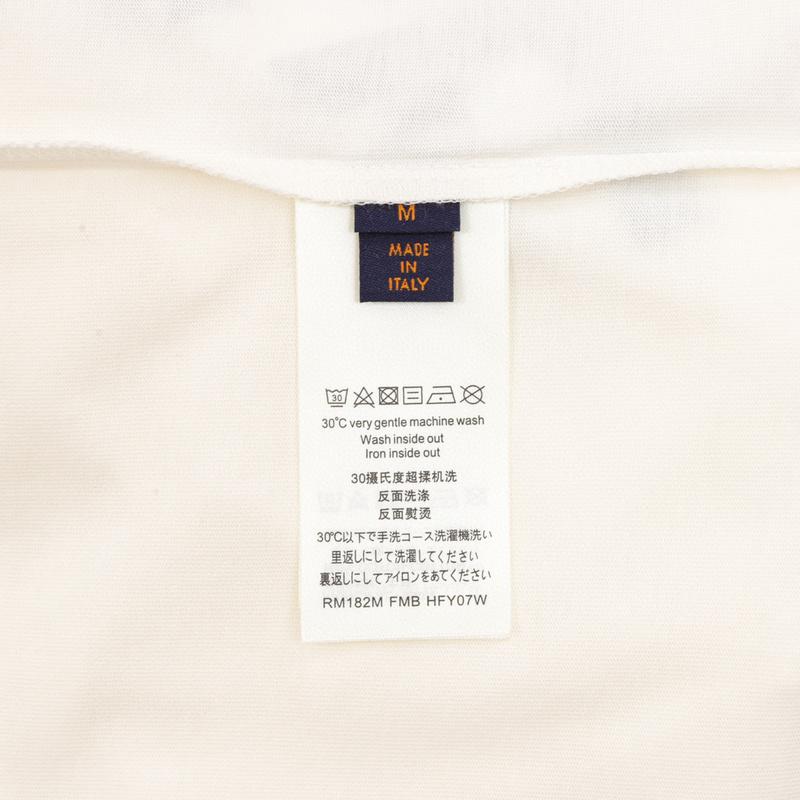 M
MADE
IN
ITALY
30
30°C very gentle machine wash
Wash inside out
Iron inside out
30摄氏度超揉机洗
反面洗涤
反面熨烫
30℃以下で手洗コース洗濯機洗い
里返しにして洗濯してください
裏返しにしてアイロンをあてください
RM182M FMB HFY07W